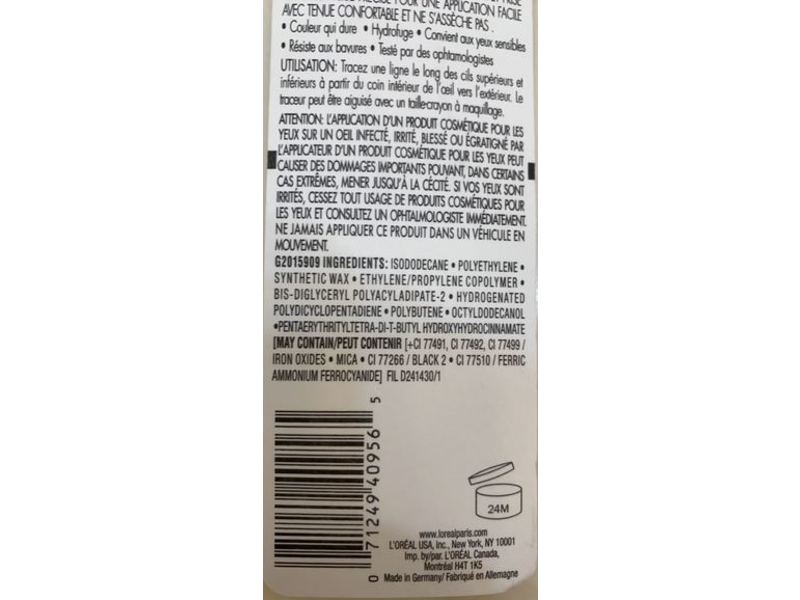 POUR UNE APPLICATION FACILE
AVEC TENUE CONFORTABLE ET NE S'ASSÈCHE PAS .
• Couleur qui dure • Hydrofuge • Convient aux yeux sensibles
• Résiste aux bavures • Testé par des ophtamologistes
UTILISATION: Tracez une ligne le long des cils supérieurs et
inférieurs à partir du coin intérieur de l'œil vers l'extérieur. Le
traceur peut être aiguisé avec un taille-crayon à maquillage.
ATTENTION: L'APPLICATION D'UN PRODUIT COSMÉTIQUE POUR LES
YEUX SUR UN OEIL INFECTÉ, IRRITÉ, BLESSÉ OU ÉGRATIGNÉ PAR
L'APPLICATEUR D'UN PRODUIT COSMÉTIQUE POUR LES YEUX PEUT
CAUSER DES DOMMAGES IMPORTANTS POUVANT, DANS CERTAINS
CAS EXTRÊMES, MENER JUSQU'À LA CÉCITÉ. SI VOS YEUX SONT
IRRITÉS, CESSEZ TOUT USAGE DE PRODUITS COSMÉTIQUES POUR
LES YEUX ET CONSULTEZ UN OPHTALMOLOGISTE IMMÉDIATEMENT.
NE JAMAIS APPLIQUER CE PRODUIT DANS UN VÉHICULE EN
MOUVEMENT.
G2015909 INGREDIENTS: ISODODECANE • POLYETHYLENE •
SYNTHETIC WAX • ETHYLENE/PROPYLENE COPOLYMER •
BIS-DIGLYCERYL POLYACYLADIPATE-2 • HYDROGENATED
POLYDICYCLOPENTADIENE • POLYBUTENE • OCTYLDODECANOL
•PENTAERYTHRITYLTETRA-DI-T-BUTYL HYDROXYHYDROCINNAMATE
[MAY CONTAIN/PEUT CONTENIR [+CI 77491, CI 77492, CI 77499 /
IRON OXIDES • MICA • CI 77266 / BLACK 2 • CI 77510 / FERRIC
AMMONIUM FERROCYANIDE] FIL D241430/1
0 71249 40956 5
24M
www.lorealparis.com
L'ORÉAL USA, Inc., New York, NY 10001
Imp. by/par. L'ORÉAL Canada,
Montréal H4T 1K5
Made in Germany/ Fabriqué en Allemagne